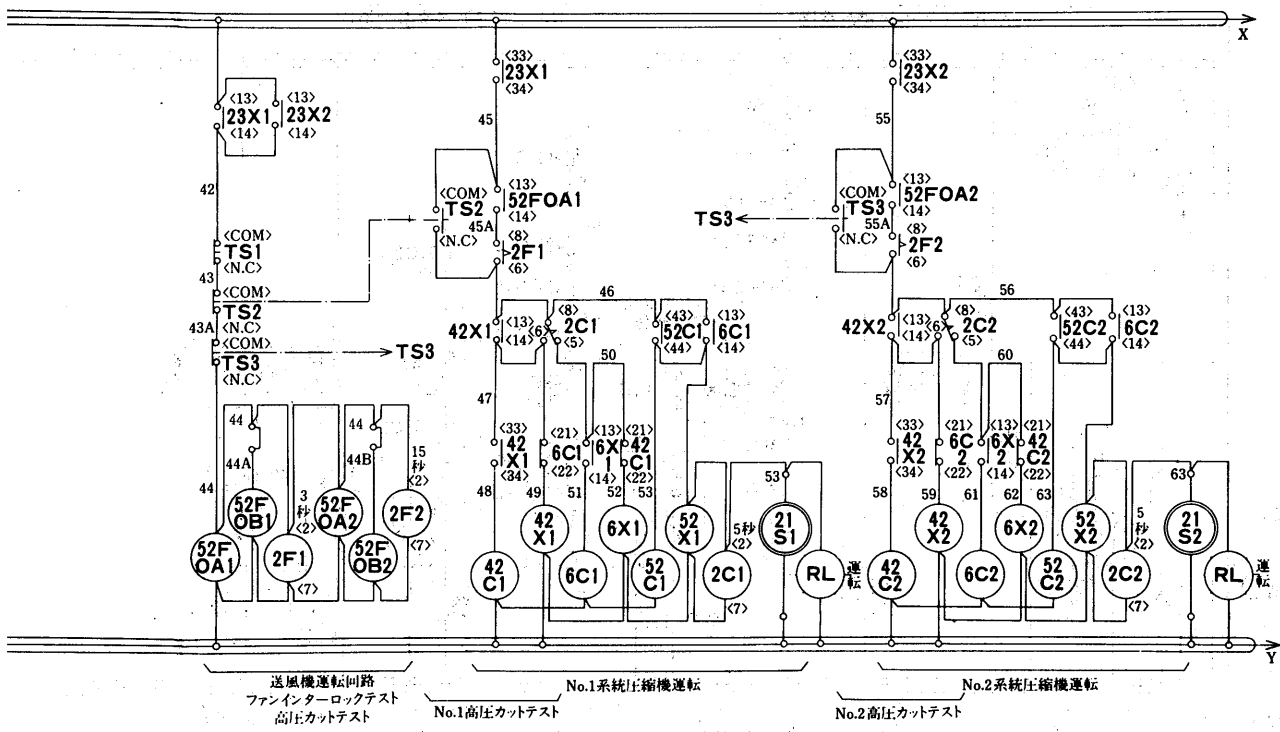 X
<13>
23X1
<14>
<13>
23X2
<14>
42
<COM>
TS1
<N.C>
43
<COM>
TS2
<N.C>
43A
<COM>
TS3
<N.C>
TS3
44
44
44A
44B
44
3
秒
<2>
15
秒
<2>
52F
OA1
52F
OB1
2F1
<7>
52F
OA2
52F
OB2
2F2
<7>
送風機運転回路
ファンインターロックテスト
高圧カットテスト
<33>
23X1
<34>
45
<COM>
TS2
<N.C>
<13>
52FOA1
<14>
45A
<8>
2F1
<6>
46
42X1
<13>
<14>
<8>
2C1
<6>
<5>
<43>
52C1
<44>
<13>
6C1
<14>
50
47
<33>
42
X1
<34>
<21>
6C1
<22>
<13>
6X
1
<14>
<21>
42
C1
<22>
53
48
49
51
52
53
42
C1
42
X1
6C1
6X1
52
C1
52
X1
5秒
<2>
2C1
<7>
21
S1
RL
運転
No.1系統圧縮機運転
No.1高圧カットテスト
<33>
23X2
<34>
55
TS3
<COM>
TS3
<N.C>
<13>
52FOA2
<14>
55A
<8>
2F2
<6>
56
42X2
<13>
<14>
<8>
2C2
<6
<5>
<43>
52C2
<44>
<13>
6C2
<14>
60
57
<33>
42
X2
<34>
<21>
6C
2
<22>
<13>
6X
2
<14>
<21>
42
C2
<22>
63
58
59
61
62
63
42
C2
42
X2
6C2
6X2
52
C2
52
X2
5
秒
<2>
2C2
<7>
21
S2
RL
運転
No.2系統圧縮機運転
No.2高圧カットテスト
Y